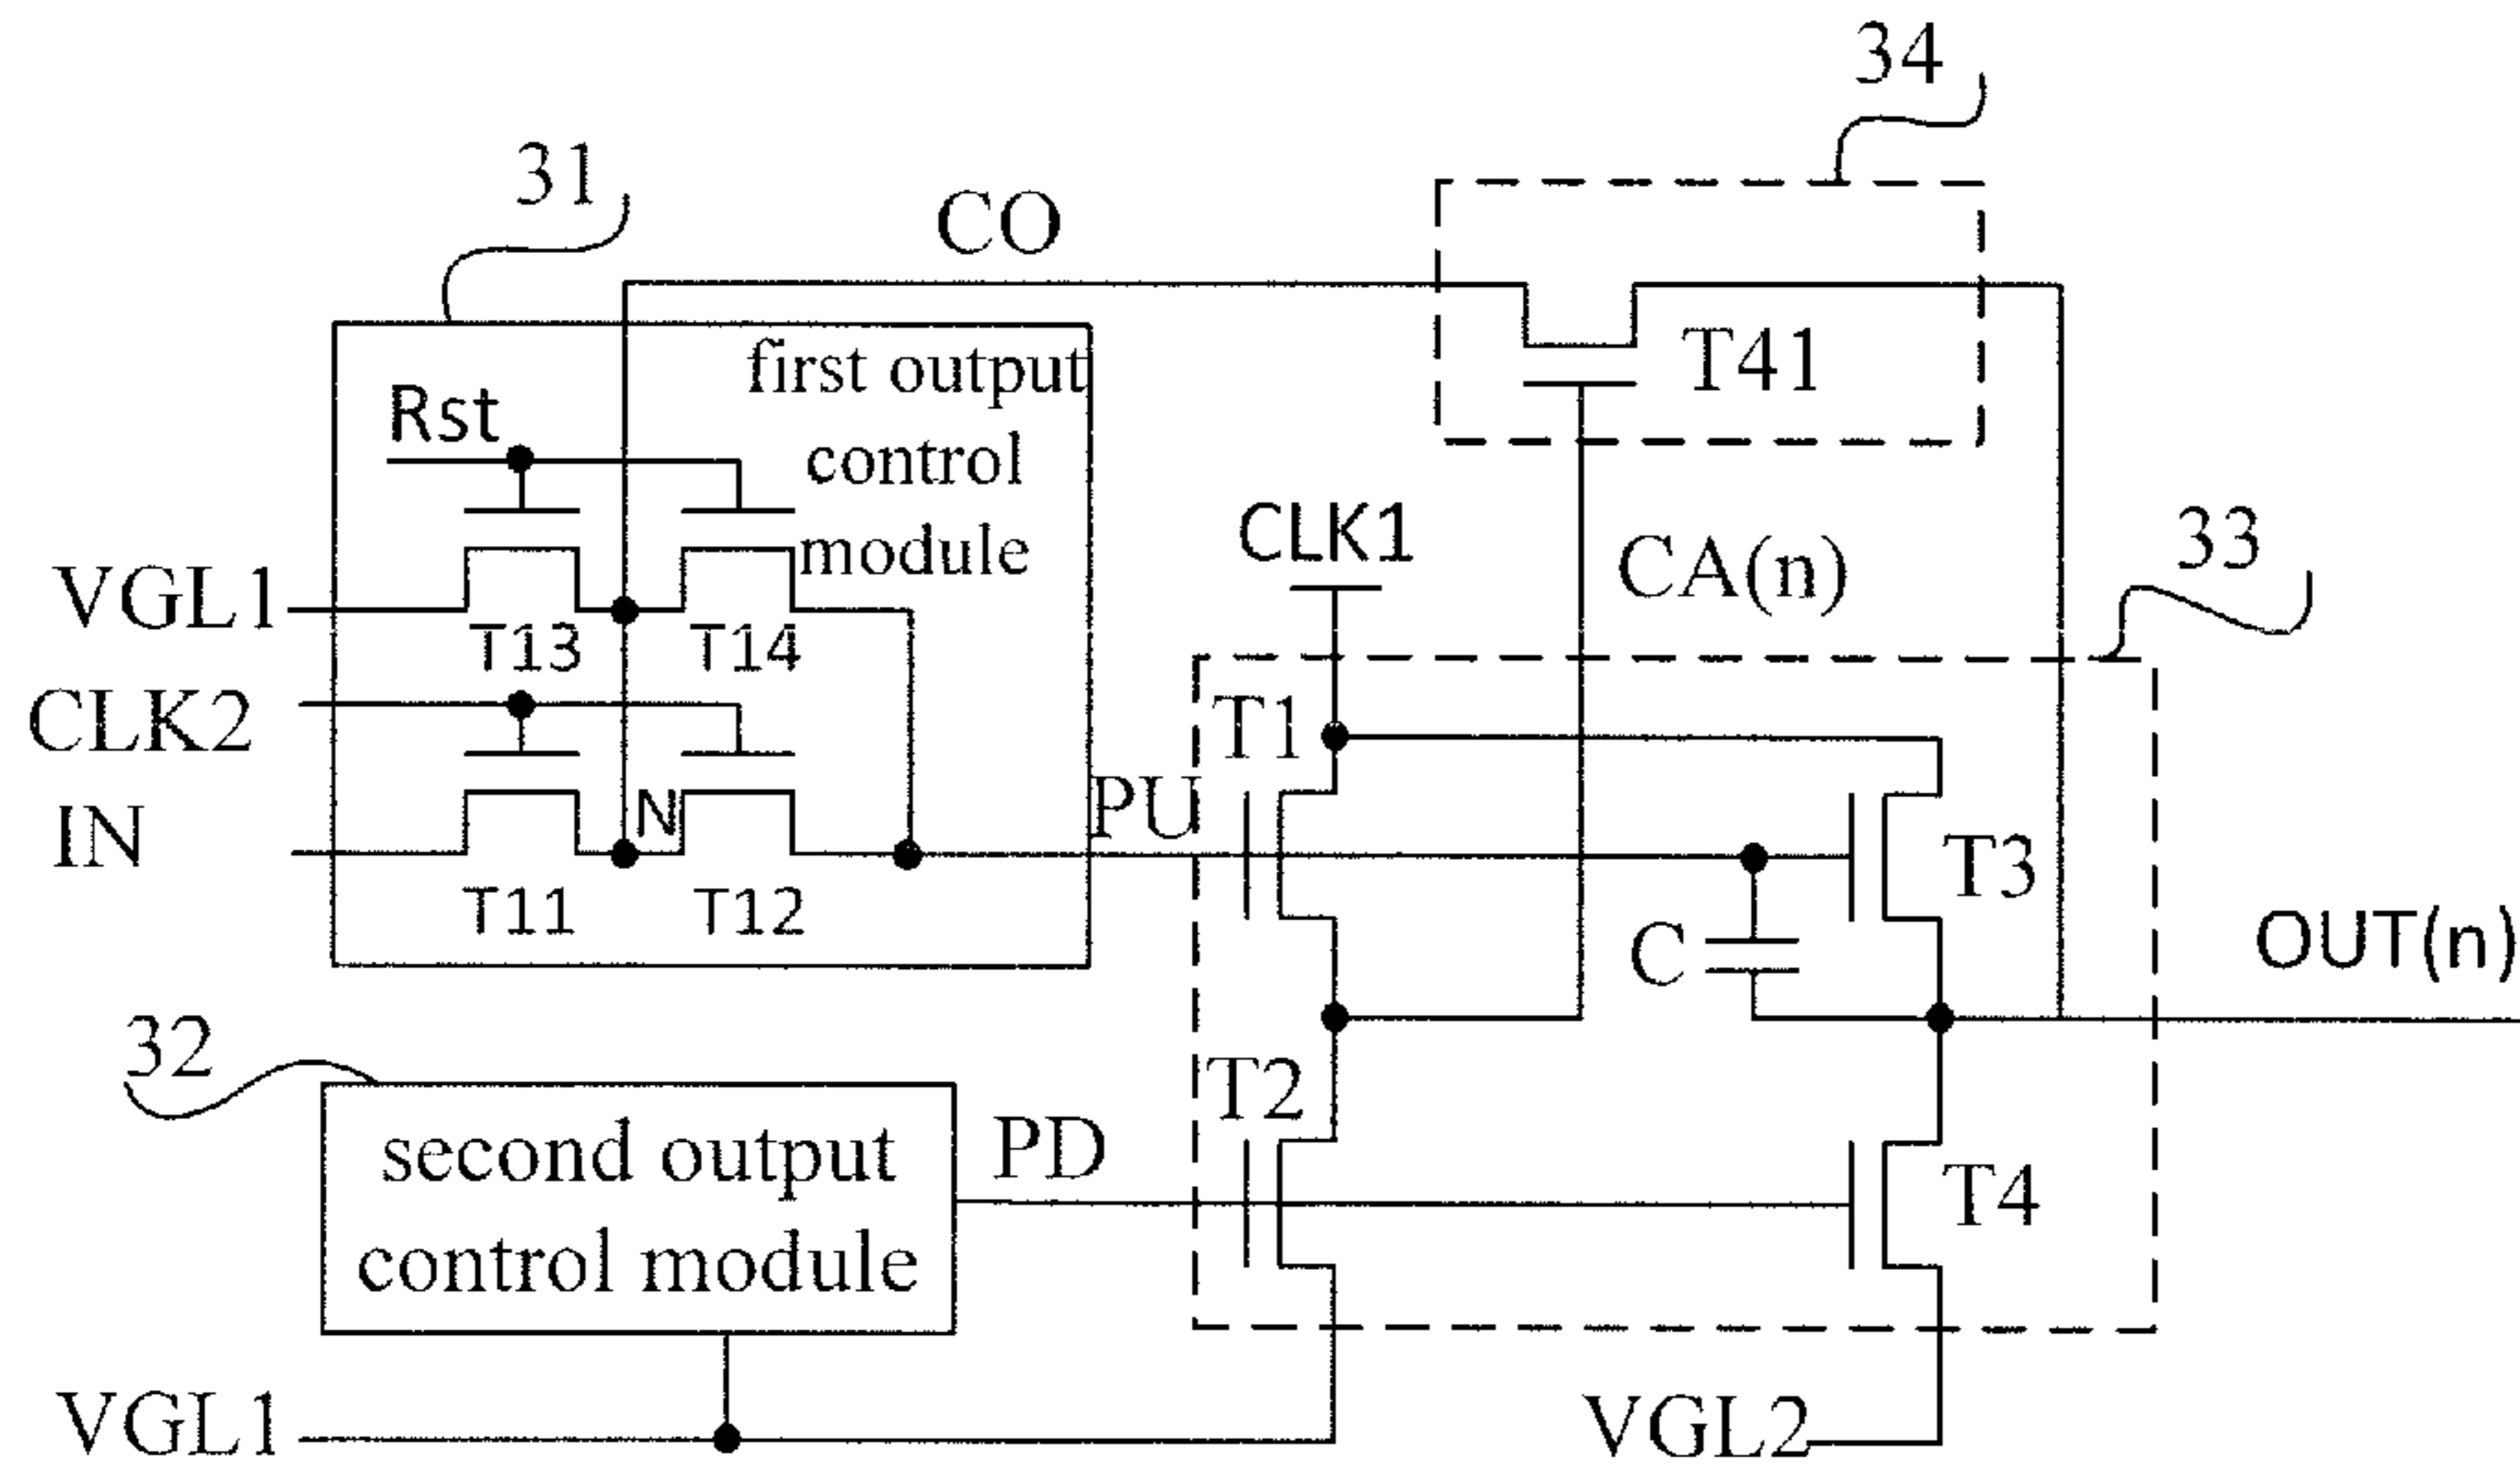 34
31
CO
first output
control
module
T41
Rst
CLK1
CA(n)
33
VGL1
T13
T14
CLK2
T1
IN
N
PU
T3
T11
T12
C
OUT(n)
32
T2
second output
control module
PD
T4
VGL1
VGL2